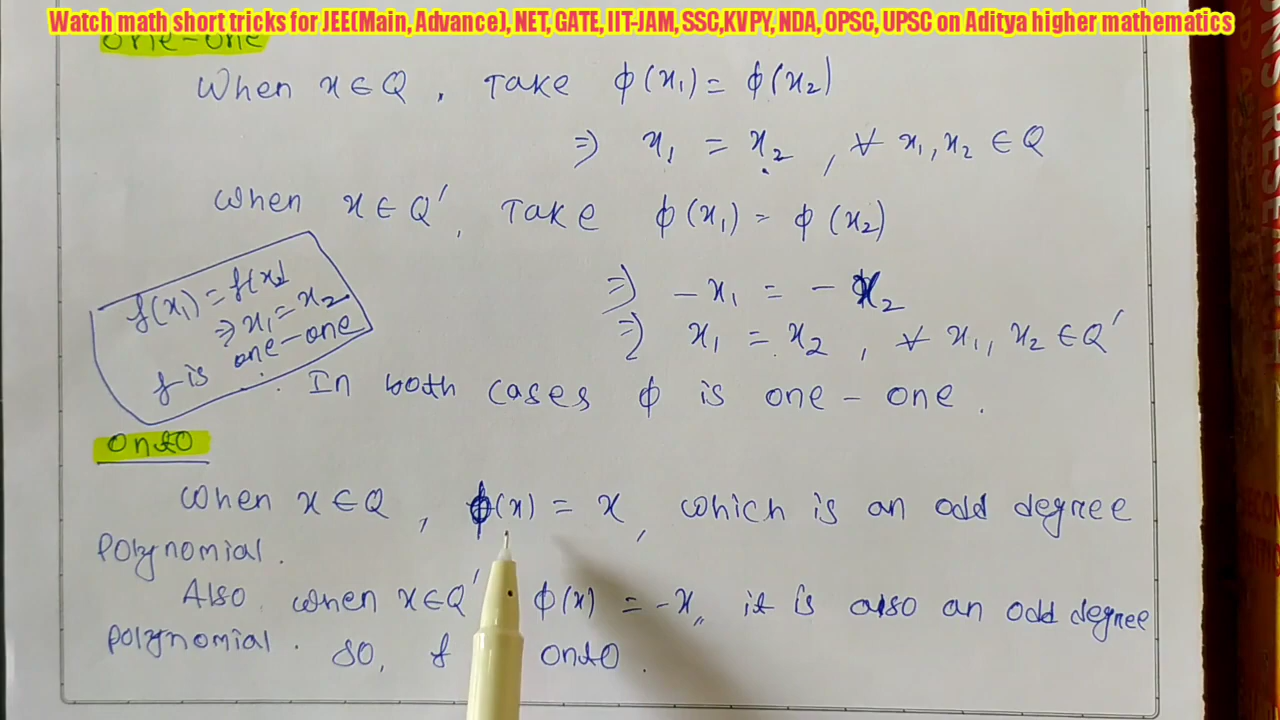 Watch math short tricks for JEE(Main, Advance), NET, GATE, IIT-JAM, SSC,KVPY, NDA, OPSC, UPSC on Aditya higher mathematics
one-one
When x ∈ Q , Take ϕ(x₁) = ϕ(x₂)
⇒ x₁ = x₂ , ∀ x₁, x₂ ∈ Q
When x ∈ Q′, Take ϕ(x₁) = ϕ(x₂)
⇒ -x₁ = -x₂
⇒ x₁ = x₂ , ∀ x₁, x₂ ∈ Q′
f(x₁) = f(x₂
⇒ x₁ = x₂
f is one-one
In both cases ϕ is one-one .
onto
When x ∈ Q , ϕ(x) = x , which is an odd degree
Polynomial .
Also when x ∈ Q′ ϕ(x) = -x, it is also an odd degree
polynomial . So, f onto .